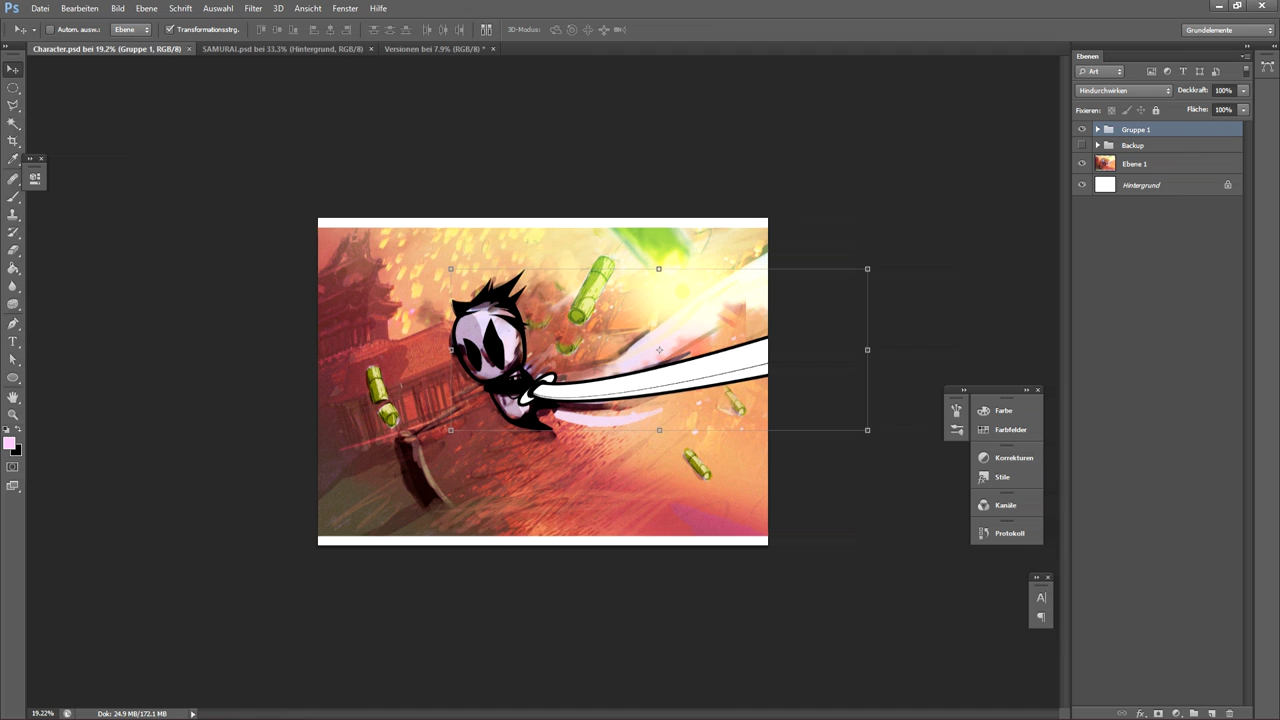 Ps Datei Bearbeiten Bild Ebene Schrift Auswahl Filter 3D Ansicht Fenster Hilfe
Autom. ausw.: Ebene Transformationsstrg. 3D-Modus: Grundelemente
Character.psd bei 19.2% (Gruppe 1, RGB/8) × SAMURAI.psd bei 33.3% (Hintergrund, RGB/8) × Versionen bei 7.9% (RGB/8) * ×
Ebenen
Art
Hindurchwirken Deckkraft: 100%
Fixieren: Fläche: 100%
Gruppe 1
Backup
Ebene 1
Hintergrund
Farbe
Farbfelder
Korrekturen
Stile
Kanäle
Protokoll
A
19.22% Dok: 24.9 MB/172.1 MB